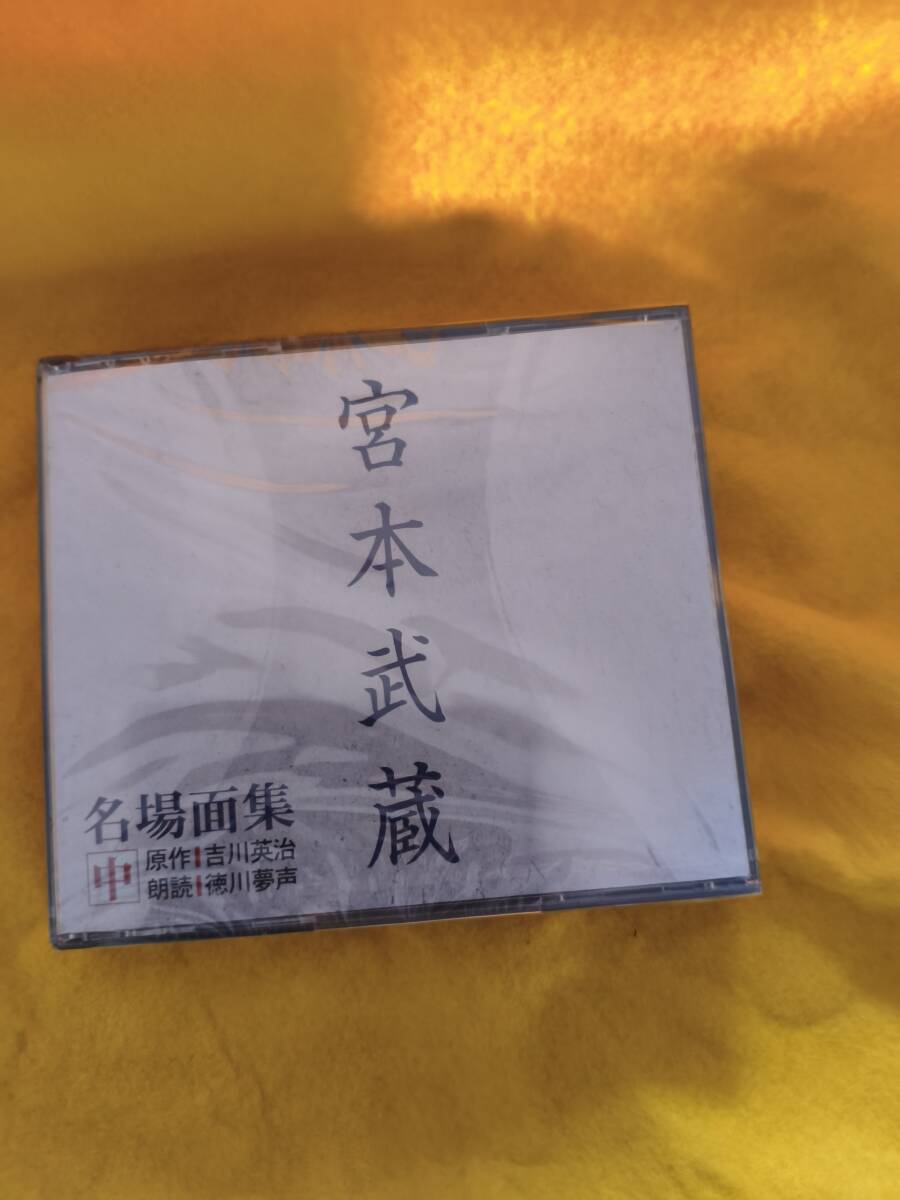 宮本武蔵
名場面集
中
原作 吉川英治
朗読 徳川夢声